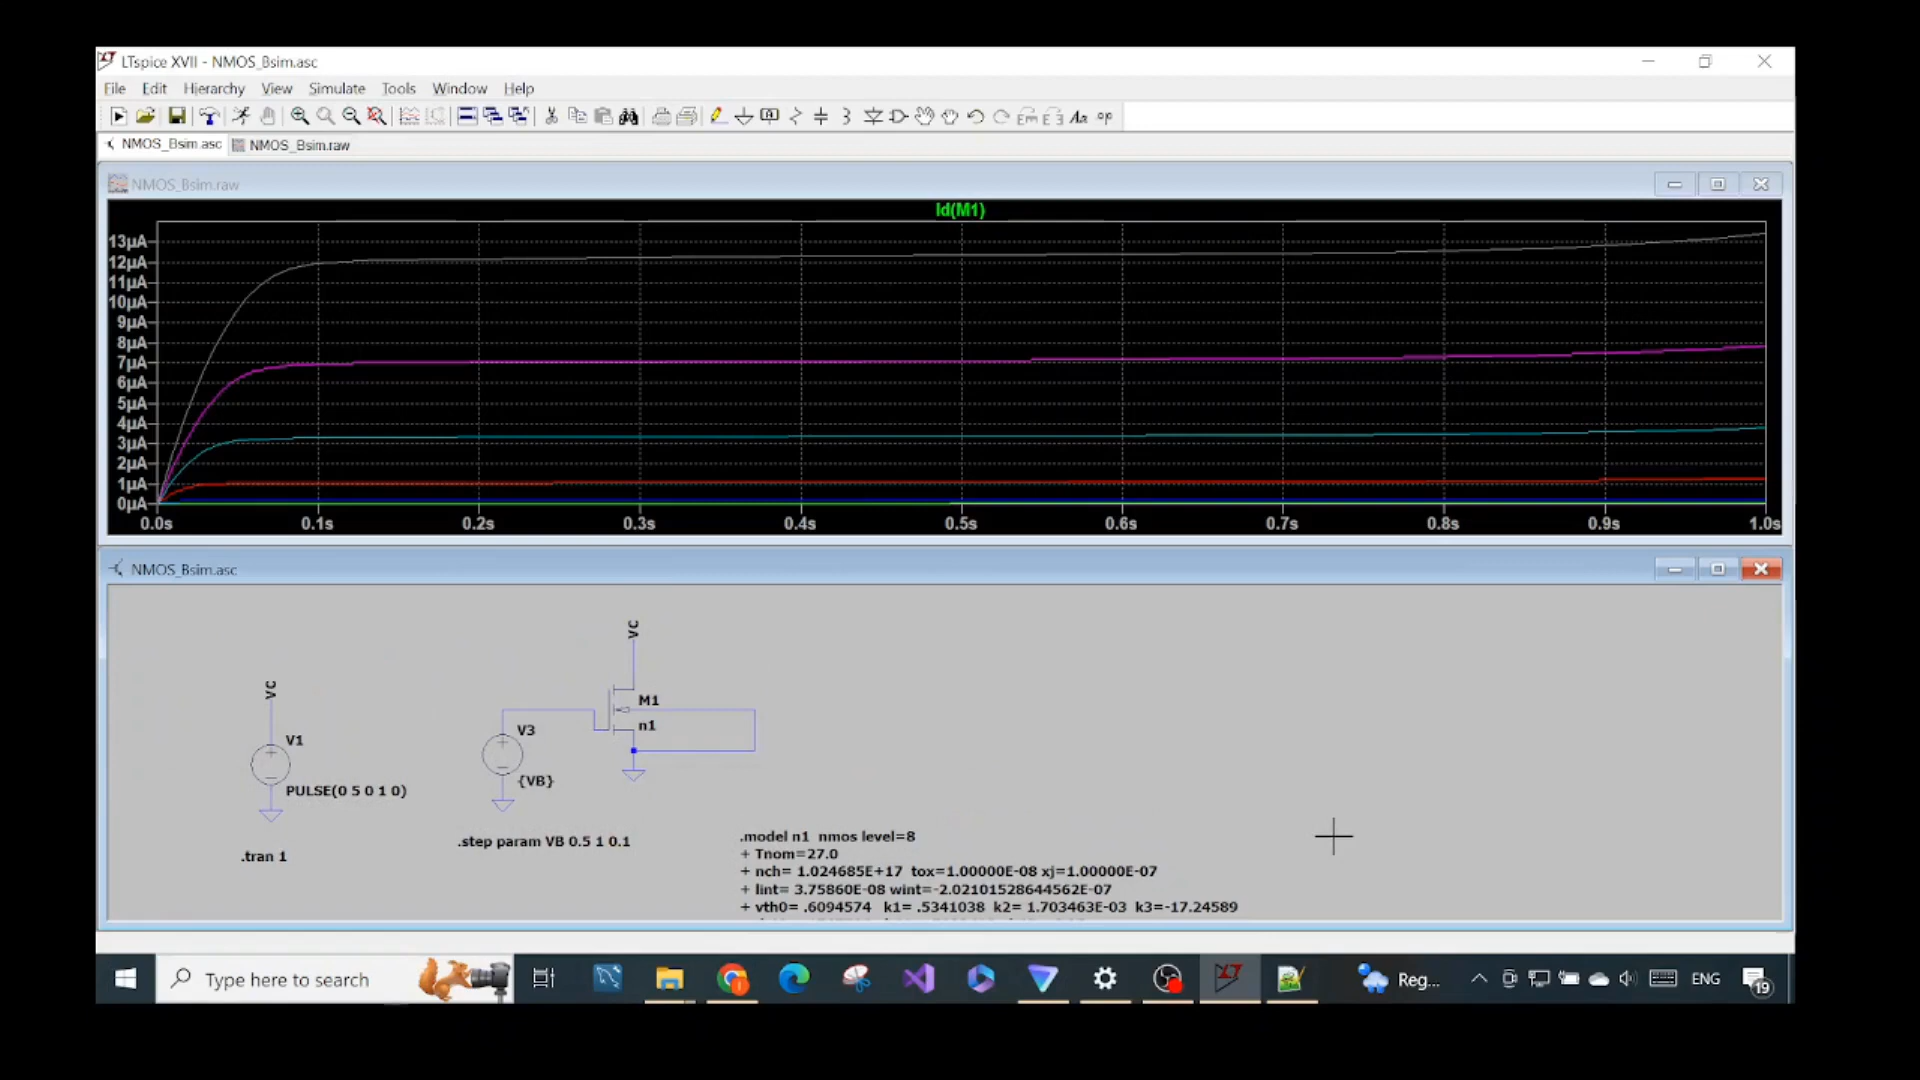 LTspice XVII - NMOS_Bsim.asc
File Edit Hierarchy View Simulate Tools Window Help
NMOS_Bsim.asc NMOS_Bsim.raw
NMOS_Bsim.raw
Id(M1)
13µA
12µA
11µA
10µA
9µA
8µA
7µA
6µA
5µA
4µA
3µA
2µA
1µA
0µA
0.0s 0.1s 0.2s 0.3s 0.4s 0.5s 0.6s 0.7s 0.8s 0.9s 1.0s
NMOS_Bsim.asc
VC
VC
M1
n1
V3
V1
{VB}
PULSE(0 5 0 1 0)
.step param VB 0.5 1 0.1
.tran 1
.model n1 nmos level=8
+ Tnom=27.0
+ nch= 1.024685E+17 tox=1.00000E-08 xj=1.00000E-07
+ lint= 3.75860E-08 wint=-2.02101528644562E-07
+ vth0= .6094574 k1= .5341038 k2= 1.703463E-03 k3=-17.24589
Type here to search
Reg...
ENG
19